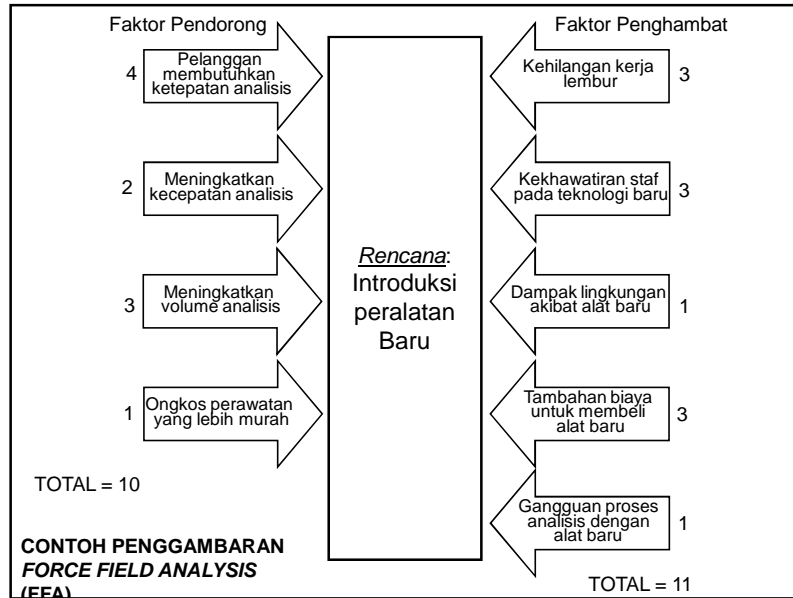 Faktor Pendorong
4
Pelanggan
membutuhkan
ketepatan analisis
2
Meningkatkan
kecepatan analisis
3
Meningkatkan
volume analisis
1
Ongkos perawatan
yang lebih murah
TOTAL = 10
Rencana:
Introduksi
peralatan
Baru
Faktor Penghambat
Kehilangan kerja
lembur
3
Kekhawatiran staf
pada teknologi baru
3
Dampak lingkungan
akibat alat baru
1
Tambahan biaya
untuk membeli
alat baru
3
Gangguan proses
analisis dengan
alat baru
1
TOTAL = 11
CONTOH PENGGAMBARAN
FORCE FIELD ANALYSIS
(FFA)